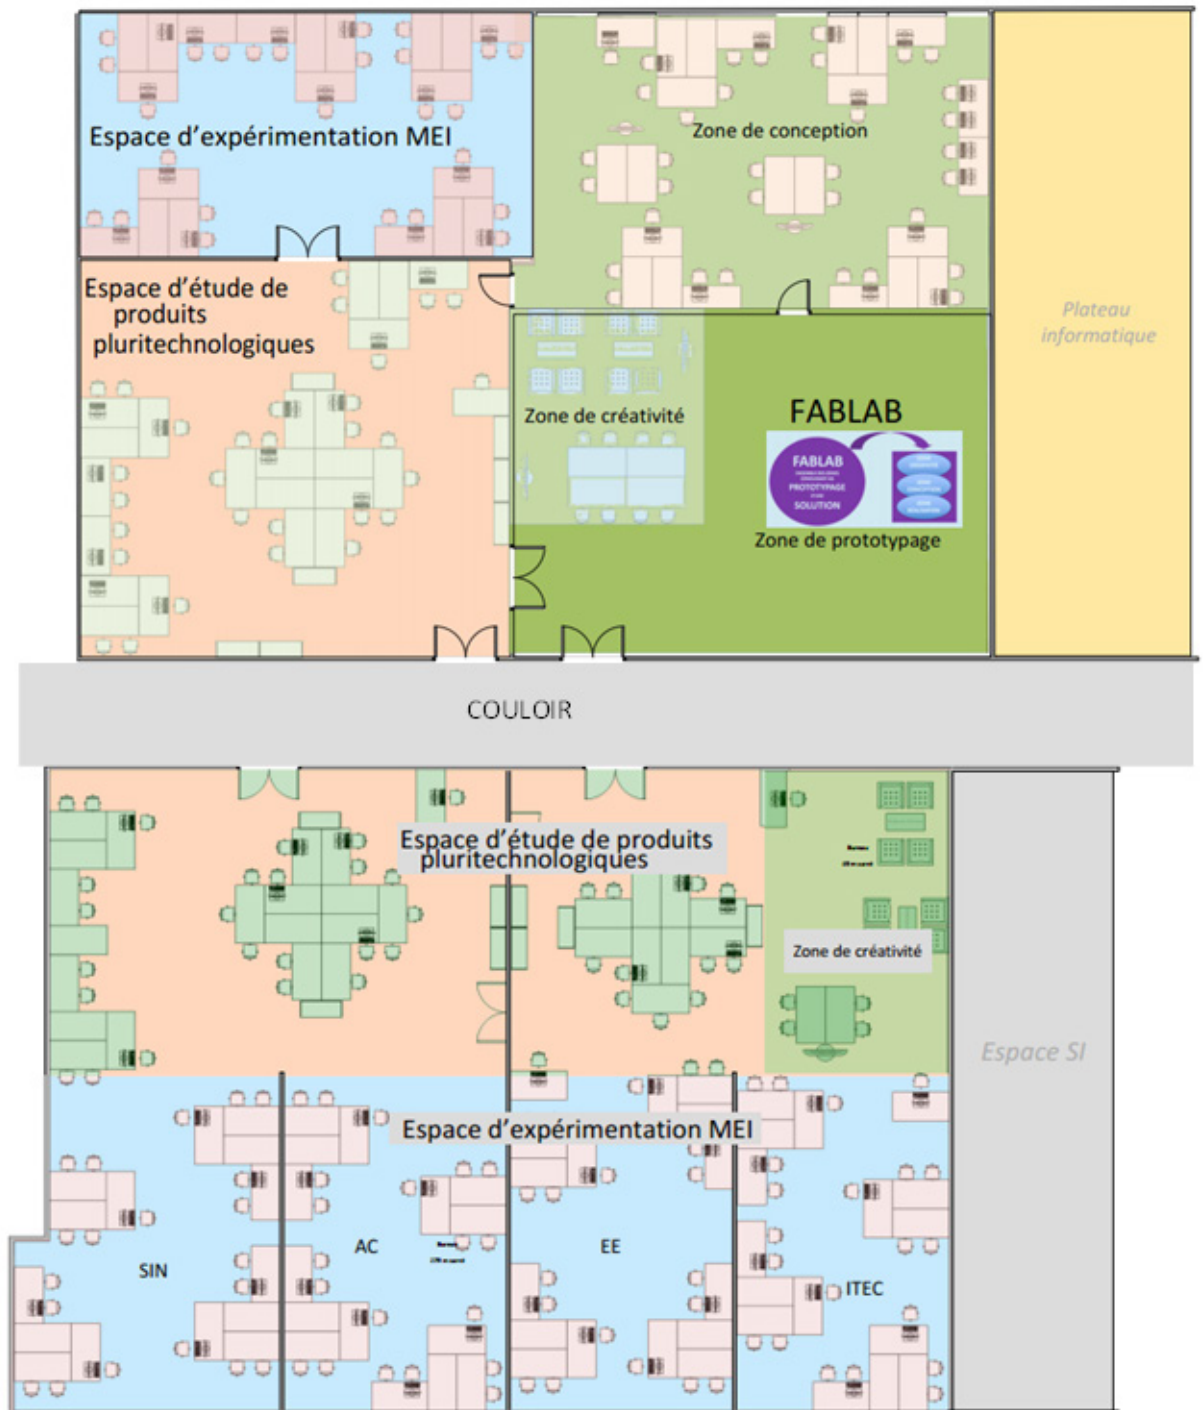 Espace d'expérimentation MEI
Zone de conception
Espace d'étude de
produits
pluritechnologiques
Plateau
informatique
Zone de créativité
FABLAB
FABLAB
PROTOTYPAGE
SOLUTION
Zone de prototypage
COULOIR
Espace d'étude de produits
pluritechnologiques
Zone de créativité
Espace SI
Espace d'expérimentation MEI
SIN
AC
EE
ITEC